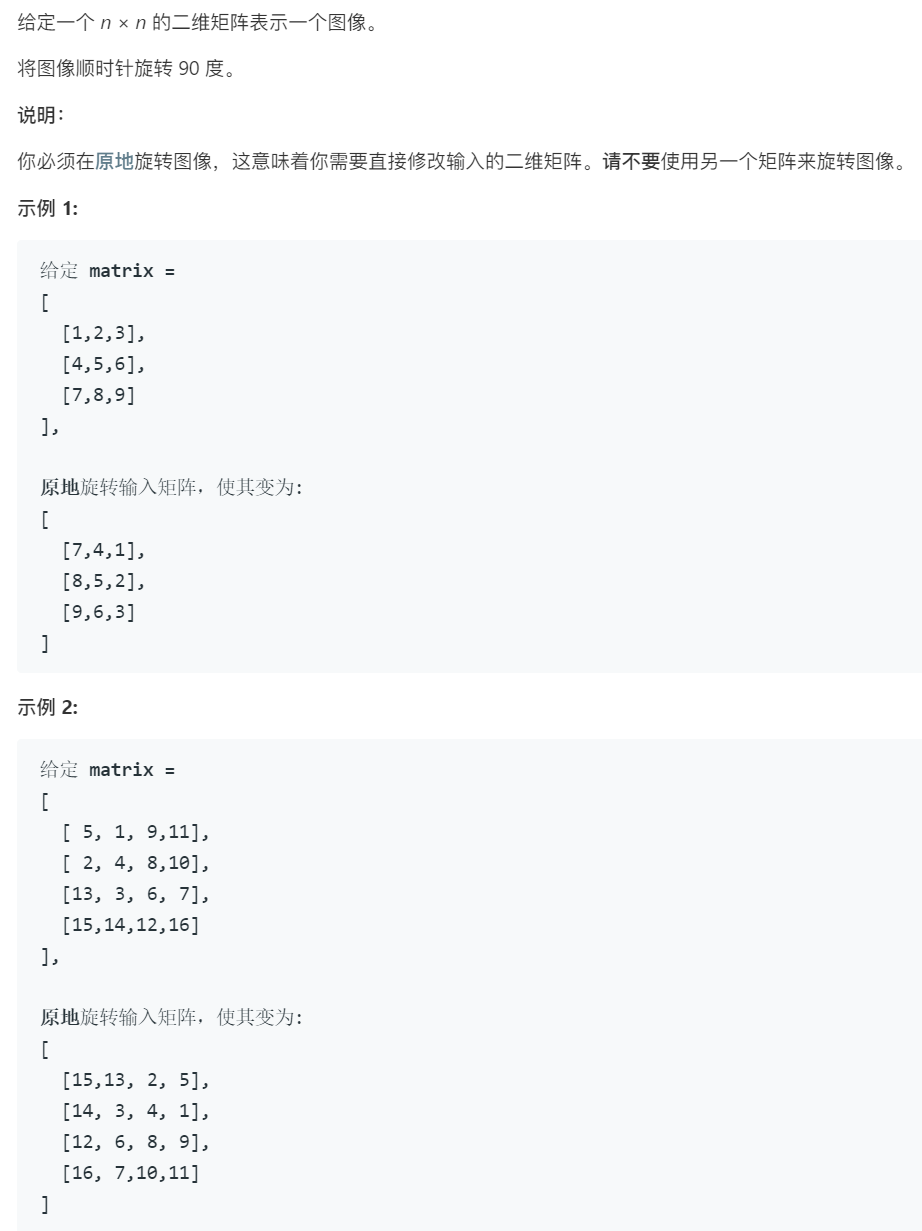 给定一个 n × n 的二维矩阵表示一个图像。
将图像顺时针旋转 90 度。
说明：
你必须在原地旋转图像，这意味着你需要直接修改输入的二维矩阵。请不要使用另一个矩阵来旋转图像。
示例 1:
给定 matrix =
[
  [1,2,3],
  [4,5,6],
  [7,8,9]
],
原地旋转输入矩阵，使其变为:
[
  [7,4,1],
  [8,5,2],
  [9,6,3]
]
示例 2:
给定 matrix =
[
  [ 5, 1, 9,11],
  [ 2, 4, 8,10],
  [13, 3, 6, 7],
  [15,14,12,16]
],
原地旋转输入矩阵，使其变为:
[
  [15,13, 2, 5],
  [14, 3, 4, 1],
  [12, 6, 8, 9],
  [16, 7,10,11]
]